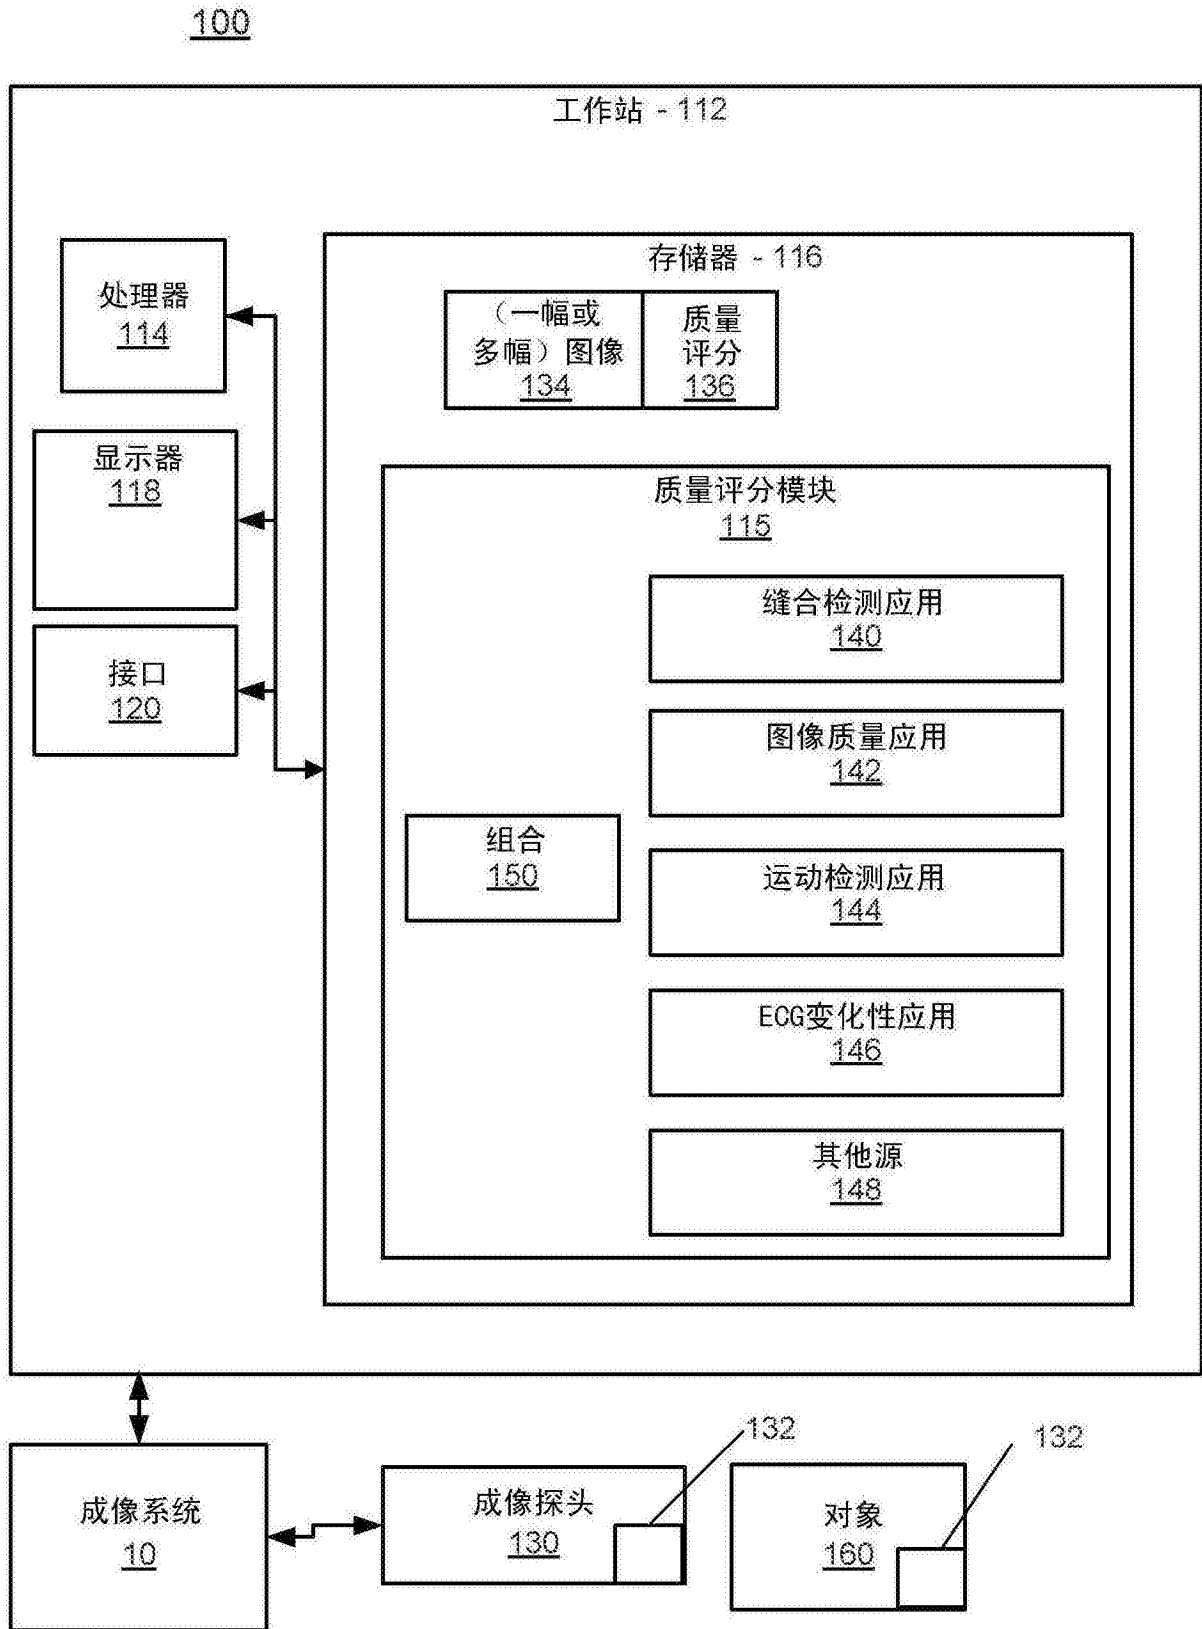 100
工作站 - 112
存储器 - 116
处理器
114
（一幅或
多幅）图像
134
质量
评分
136
显示器
118
质量评分模块
115
缝合检测应用
140
接口
120
图像质量应用
142
组合
150
运动检测应用
144
ECG变化性应用
146
其他源
148
成像系统
10
成像探头
130
132
对象
160
132